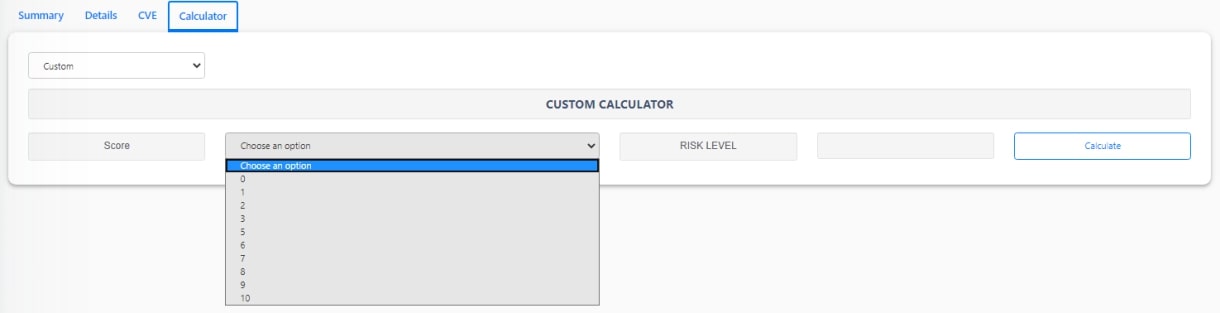 Summary Details CVE Calculator
Custom
CUSTOM CALCULATOR
Score Choose an option RISK LEVEL Calculate
Choose an option
0
1
2
3
5
6
7
8
9
10